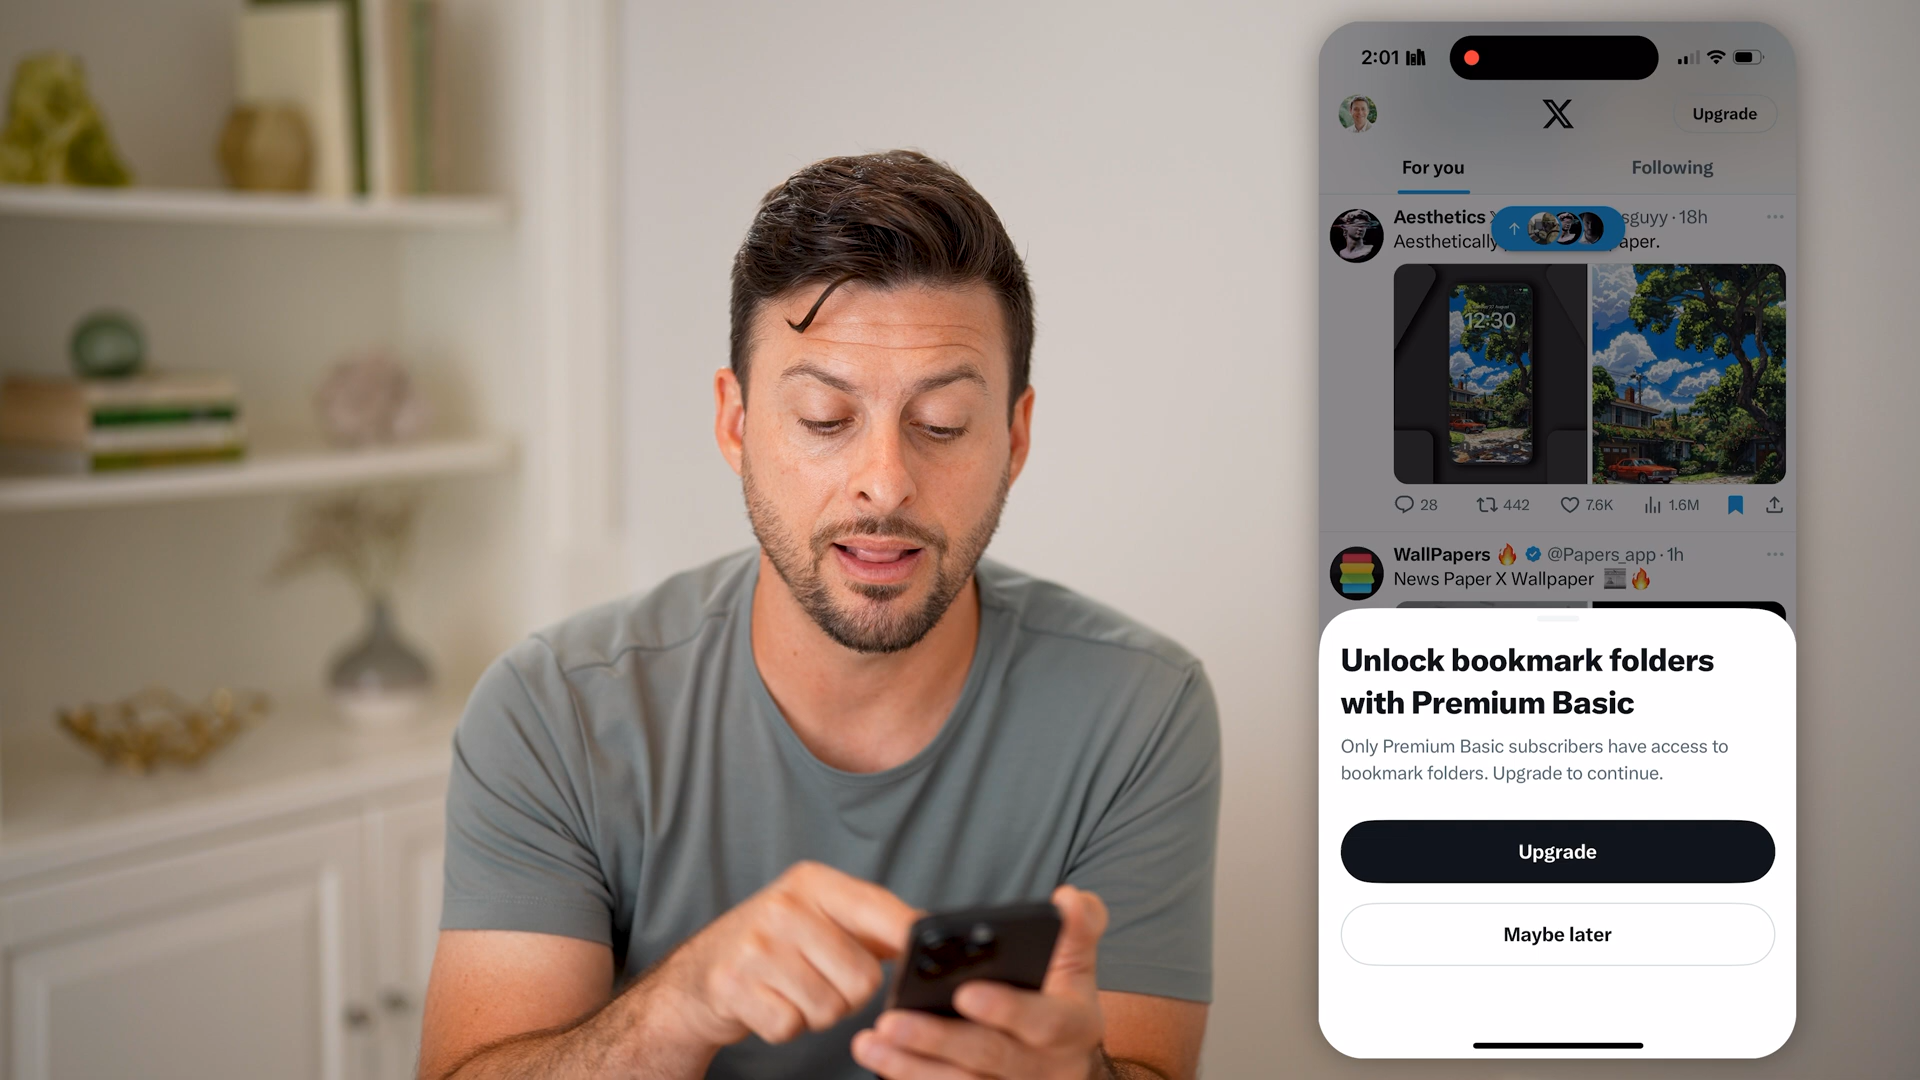 2:01
Upgrade
For you
Following
Aesthetics
sguyy · 18h
Aesthetically
aper.
12:30
28
442
7.6K
1.6M
WallPapers 🔥 @Papers_app · 1h
News Paper X Wallpaper 📰🔥
Unlock bookmark folders
with Premium Basic
Only Premium Basic subscribers have access to
bookmark folders. Upgrade to continue.
Upgrade
Maybe later